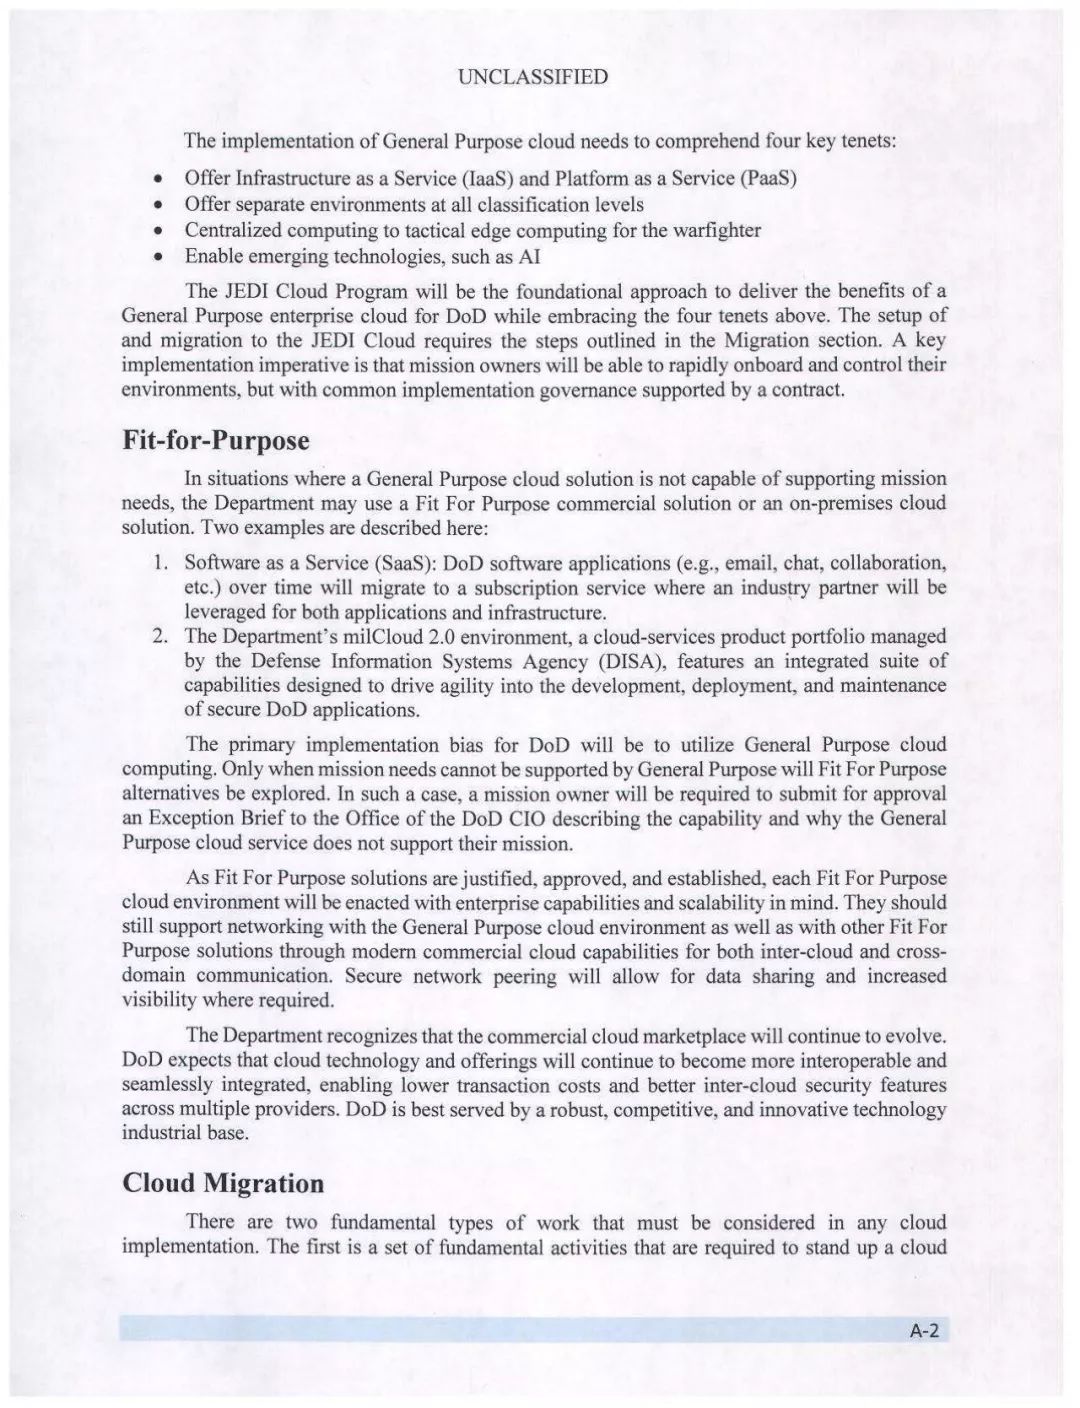 UNCLASSIFIED
The implementation of General Purpose cloud needs to comprehend four key tenets:
• Offer Infrastructure as a Service (IaaS) and Platform as a Service (PaaS)
• Offer separate environments at all classification levels
• Centralized computing to tactical edge computing for the warfighter
• Enable emerging technologies, such as AI
The JEDI Cloud Program will be the foundational approach to deliver the benefits of a
General Purpose enterprise cloud for DoD while embracing the four tenets above. The setup of
and migration to the JEDI Cloud requires the steps outlined in the Migration section. A key
implementation imperative is that mission owners will be able to rapidly onboard and control their
environments, but with common implementation governance supported by a contract.
Fit-for-Purpose
In situations where a General Purpose cloud solution is not capable of supporting mission
needs, the Department may use a Fit For Purpose commercial solution or an on-premises cloud
solution. Two examples are described here:
1. Software as a Service (SaaS): DoD software applications (e.g., email, chat, collaboration,
etc.) over time will migrate to a subscription service where an industry partner will be
leveraged for both applications and infrastructure.
2. The Department's milCloud 2.0 environment, a cloud-services product portfolio managed
by the Defense Information Systems Agency (DISA), features an integrated suite of
capabilities designed to drive agility into the development, deployment, and maintenance
of secure DoD applications.
The primary implementation bias for DoD will be to utilize General Purpose cloud
computing. Only when mission needs cannot be supported by General Purpose will Fit For Purpose
alternatives be explored. In such a case, a mission owner will be required to submit for approval
an Exception Brief to the Office of the DoD CIO describing the capability and why the General
Purpose cloud service does not support their mission.
As Fit For Purpose solutions are justified, approved, and established, each Fit For Purpose
cloud environment will be enacted with enterprise capabilities and scalability in mind. They should
still support networking with the General Purpose cloud environment as well as with other Fit For
Purpose solutions through modern commercial cloud capabilities for both inter-cloud and cross-
domain communication. Secure network peering will allow for data sharing and increased
visibility where required.
The Department recognizes that the commercial cloud marketplace will continue to evolve.
DoD expects that cloud technology and offerings will continue to become more interoperable and
seamlessly integrated, enabling lower transaction costs and better inter-cloud security features
across multiple providers. DoD is best served by a robust, competitive, and innovative technology
industrial base.
Cloud Migration
There are two fundamental types of work that must be considered in any cloud
implementation. The first is a set of fundamental activities that are required to stand up a cloud
A-2